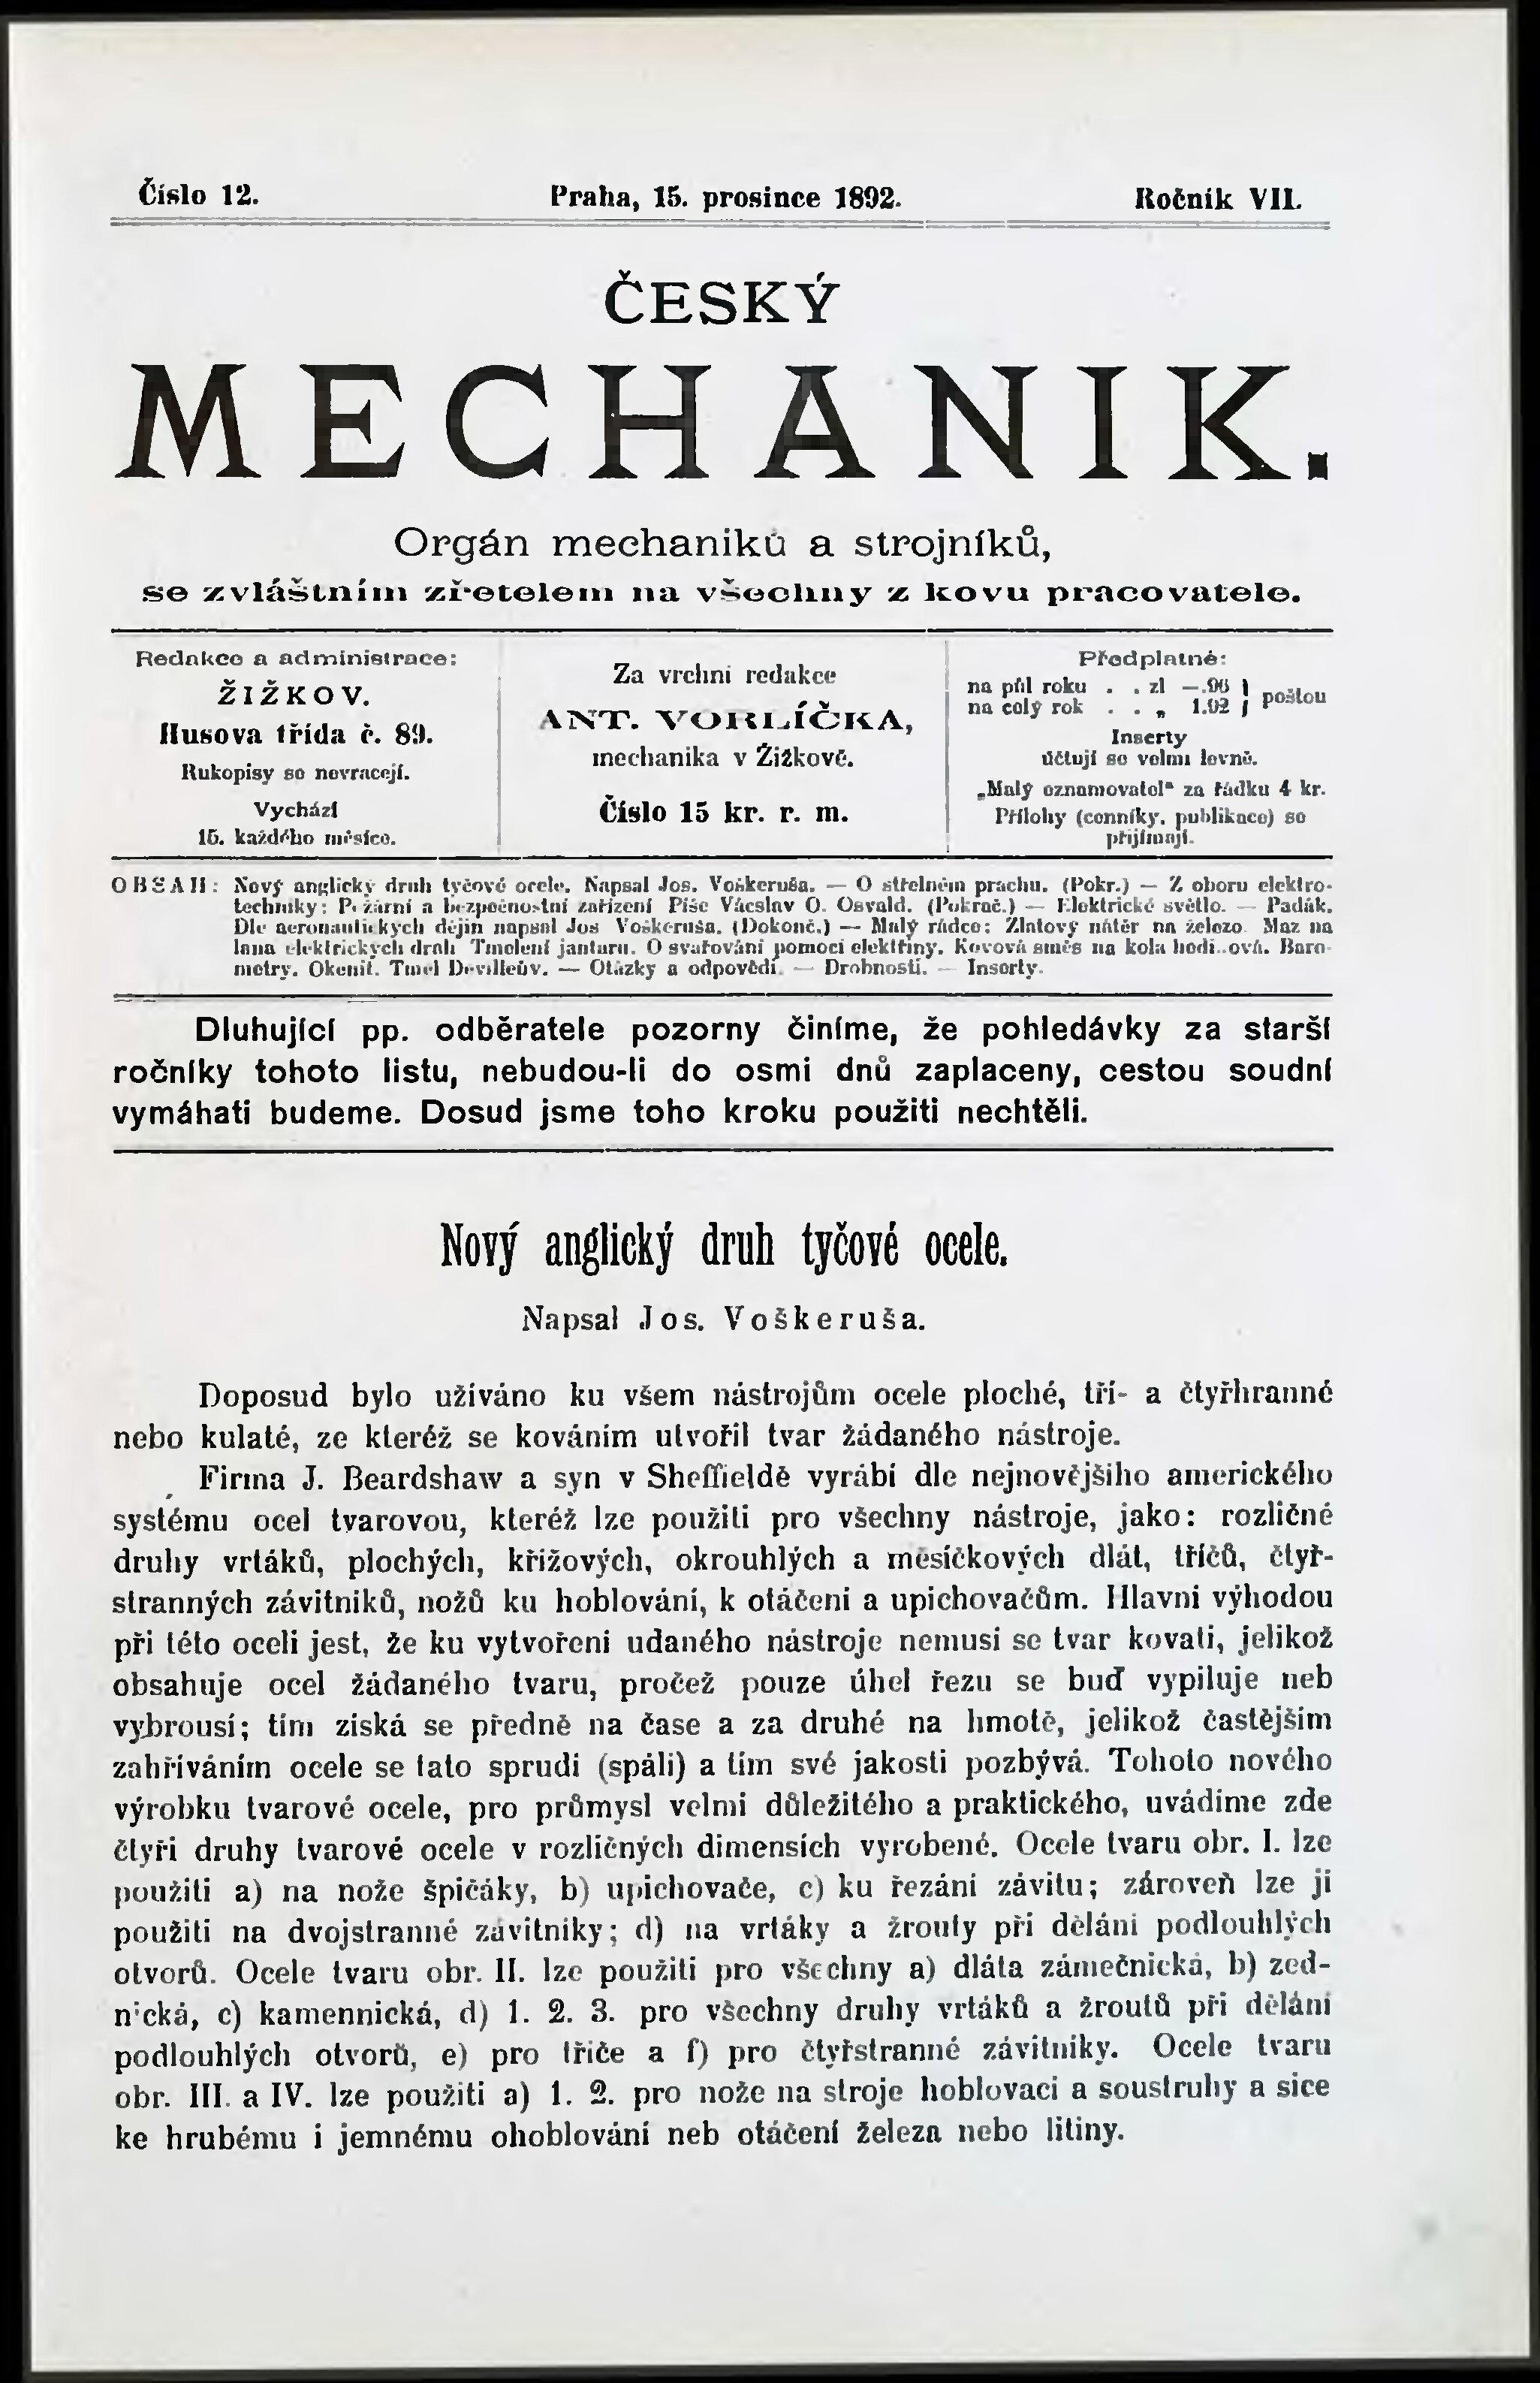 Číslo 12.
Praha, 15. prosince 1892.
Ročník VII.
ČESKÝ
MECHANIK.
Orgán mechaniků a strojníků,
se zvláštním zřetelem na všechny z kovu pracovatele.
Redakce a administrace:
ŽIŽKOV.
Husova třída č. 89.
Rukopisy se nevracejí.
Vychází
15. každého měsíce.
Za vrchní redakce
ANT. VORLÍČKA,
mechanika v Žižkově.
Číslo 15 kr. r. m.
Předplatné:
na půl roku . . zl —.96 } poštou
na celý rok . . „ 1.92 }
Inserty
účtují se velmi levně.
„Malý oznamovatel“ za řádku 4 kr.
Přílohy (cenníky, publikace) se
přijímají.
OBSAH: Nový anglický druh tyčové ocele. Napsal Jos. Voškeruša. — O střelném prachu. (Pokr.) — Z oboru elektro-
techniky: Požární a bezpečnostní zařízení Píše Vácslav O. Osvald. (Pokrač.) — Elektrické světlo. — Padák.
Dle aeronautických dějin napsal Jos Voškeruša. (Dokonč.) — Malý rádce: Zlatový nátěr na železo Maz na
lana elektrických drah Tmelení jantaru. O svařování pomocí elektřiny. Kovová směs na kola hodi..ová. Baro-
metry. Okenit. Tmel Devilleův. — Otázky a odpovědi. — Drobnosti. — Inserty.
Dluhující pp. odběratele pozorny činíme, že pohledávky za starší
ročníky tohoto listu, nebudou-li do osmi dnů zaplaceny, cestou soudní
vymáhati budeme. Dosud jsme toho kroku použiti nechtěli.
Nový anglický druh tyčové ocele.
Napsal Jos. Voškeruša.
Doposud bylo užíváno ku všem nástrojům ocele ploché, tří- a čtyřhranné
nebo kulaté, ze kteréž se kováním utvořil tvar žádaného nástroje.
Firma J. Beardshaw a syn v Sheffieldě vyrábí dle nejnovějšího amerického
systému ocel tvarovou, kteréž lze použiti pro všechny nástroje, jako: rozličné
druhy vrtáků, plochých, křížových, okrouhlých a měsíčkových dlát, tříčů, čtyř-
stranných závitníků, nožů ku hoblování, k otáčení a upichovačům. Hlavní výhodou
při této oceli jest, že ku vytvoření udaného nástroje nemusí se tvar kovati, jelikož
obsahuje ocel žádaného tvaru, pročež pouze úhel řezu se buď vypiluje neb
vybrousí; tím získá se předně na čase a za druhé na hmotě, jelikož častějším
zahříváním ocele se tato sprudí (spálí) a tím své jakosti pozbývá. Tohoto nového
výrobku tvarové ocele, pro průmysl velmi důležitého a praktického, uvádíme zde
čtyři druhy tvarové ocele v rozličných dimensích vyrobené. Ocele tvaru obr. I. lze
použiti a) na nože špičáky, b) upichovače, c) ku řezání závitu; zároveň lze jí
použiti na dvojstranné závitníky; d) na vrtáky a žrouty při dělání podlouhlých
otvorů. Ocele tvaru obr. II. lze použiti pro všechny a) dláta zámečnická, b) zed-
nická, c) kamennická, d) 1. 2. 3. pro všechny druhy vrtáků a žroutů při dělání
podlouhlých otvorů, e) pro tříče a f) pro čtyřstranné závitníky. Ocele tvaru
obr. III. a IV. lze použiti a) 1. 2. pro nože na stroje hoblovací a soustruhy a sice
ke hrubému i jemnému ohoblování neb otáčení železa nebo litiny.